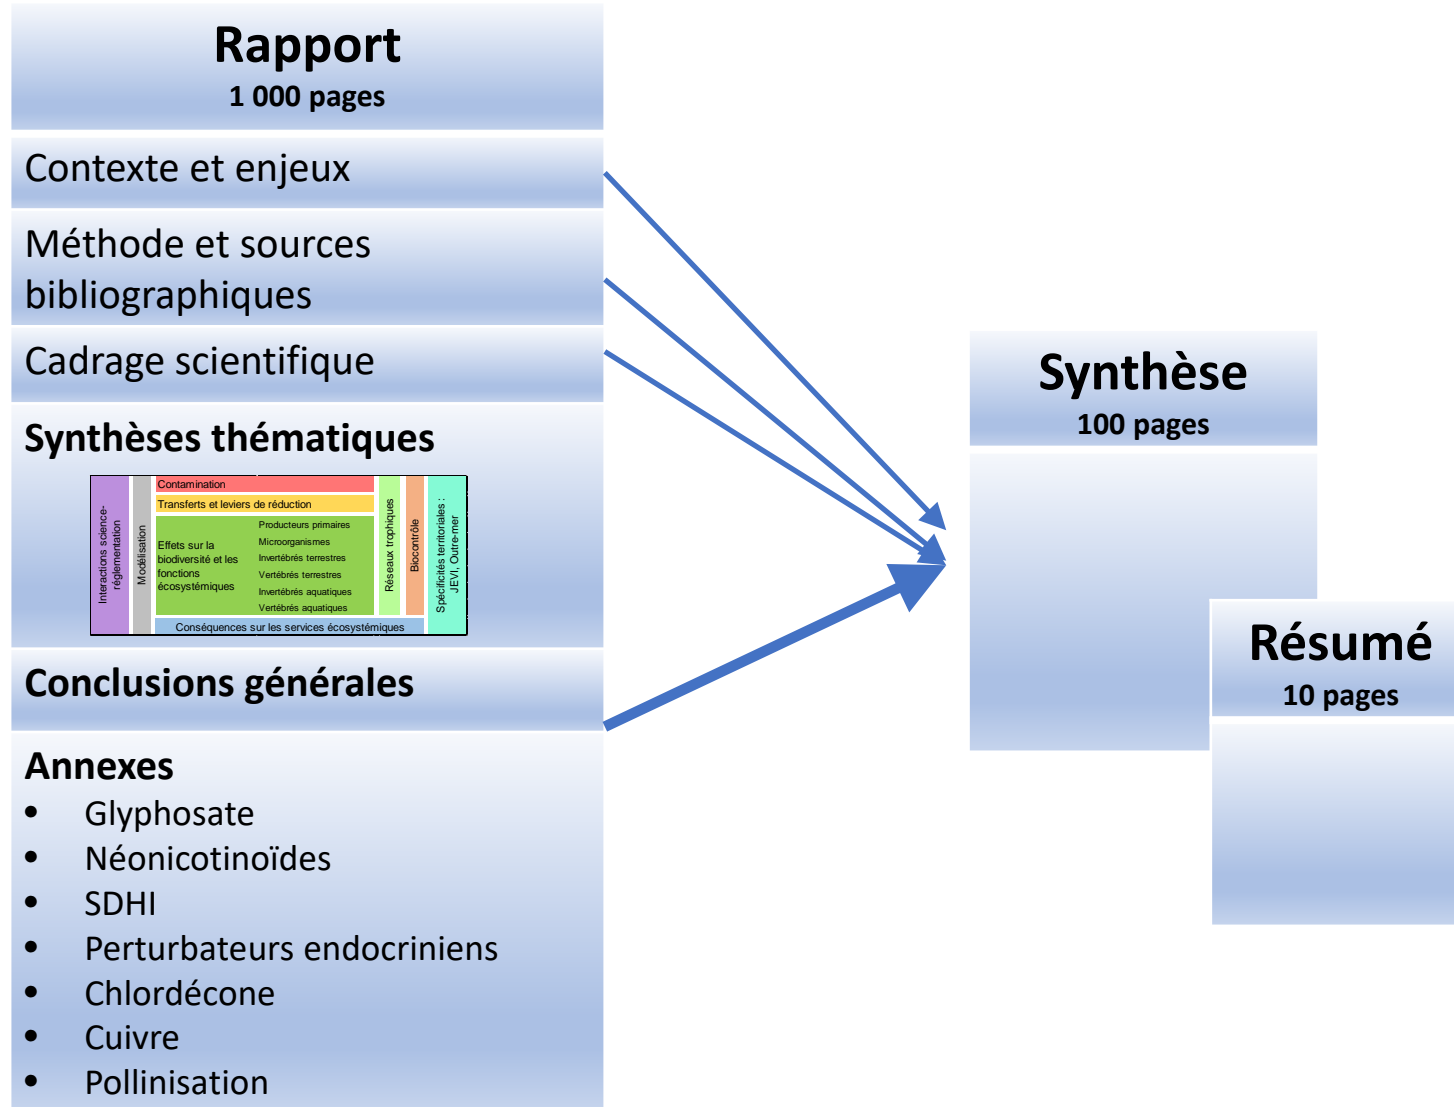 Rapport
1 000 pages
Contexte et enjeux
Méthode et sources
bibliographiques
Cadrage scientifique
Synthèses thématiques
Interactions science-
réglementation
Modélisation
Contamination
Transferts et leviers de réduction
Effets sur la
biodiversité et les
fonctions
écosystémiques
Producteurs primaires
Microorganismes
Invertébrés terrestres
Vertébrés terrestres
Invertébrés aquatiques
Vertébrés aquatiques
Réseaux trophiques
Biocontrôle
Spécificités territoriales :
JEVI, Outre-mer
Conséquences sur les services écosystémiques
Conclusions générales
Annexes
• Glyphosate
• Néonicotinoïdes
• SDHI
• Perturbateurs endocriniens
• Chlordécone
• Cuivre
• Pollinisation
Synthèse
100 pages
Résumé
10 pages